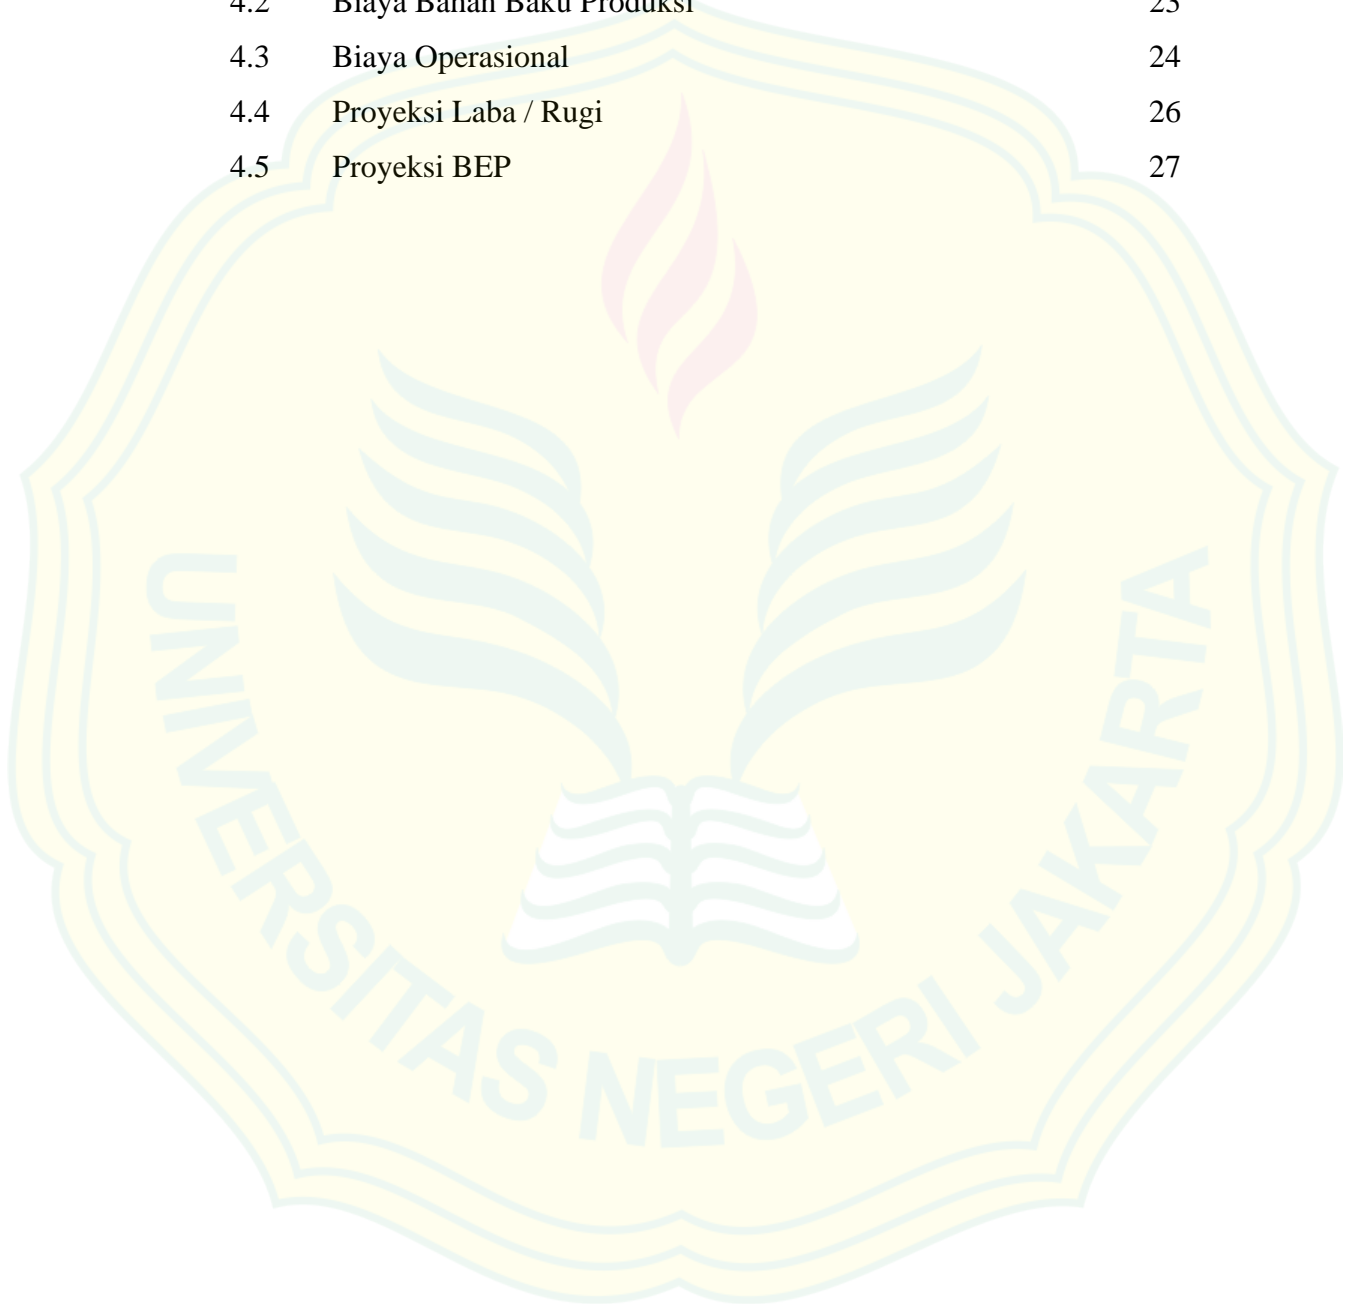 4.2 Biaya Bahan Baku Produksi 23
4.3 Biaya Operasional 24
4.4 Proyeksi Laba / Rugi 26
4.5 Proyeksi BEP 27
UNIVERSITAS NEGERI JAKARTA